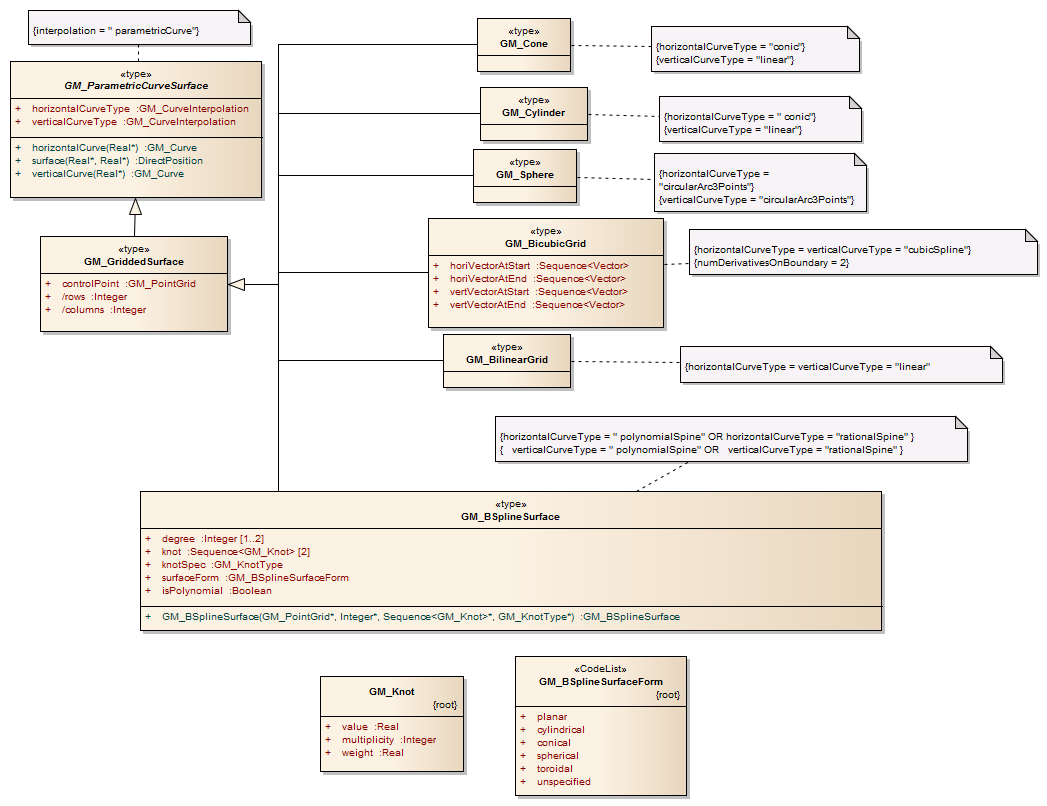 {interpolation = " parametricCurve"}
«type»
GM_ParametricCurveSurface
+ horizontalCurveType :GM_CurveInterpolation
+ verticalCurveType :GM_CurveInterpolation
+ horizontalCurve(Real*) :GM_Curve
+ surface(Real*, Real*) :DirectPosition
+ verticalCurve(Real*) :GM_Curve
«type»
GM_GriddedSurface
+ controlPoint :GM_PointGrid
+ /rows :Integer
+ /columns :Integer
«type»
GM_Cone
{horizontalCurveType = "conic"}
{verticalCurveType = "linear"}
«type»
GM_Cylinder
{horizontalCurveType = " conic"}
{verticalCurveType = "linear"}
«type»
GM_Sphere
{horizontalCurveType =
"circularArc3Points"}
{verticalCurveType = "circularArc3Points"}
«type»
GM_BicubicGrid
+ horiVectorAtStart :Sequence<Vector>
+ horiVectorAtEnd :Sequence<Vector>
+ vertVectorAtStart :Sequence<Vector>
+ vertVectorAtEnd :Sequence<Vector>
{horizontalCurveType = verticalCurveType = "cubicSpline"}
{numDerivativesOnBoundary = 2}
«type»
GM_BilinearGrid
{horizontalCurveType = verticalCurveType = "linear"
{horizontalCurveType = " polynomialSpine" OR horizontalCurveType = "rationalSpine" }
{ verticalCurveType = " polynomialSpine" OR verticalCurveType = "rationalSpine" }
«type»
GM_BSplineSurface
+ degree :Integer [1..2]
+ knot :Sequence<GM_Knot> [2]
+ knotSpec :GM_KnotType
+ surfaceForm :GM_BSplineSurfaceForm
+ isPolynomial :Boolean
+ GM_BSplineSurface(GM_PointGrid*, Integer*, Sequence<GM_Knot>*, GM_KnotType*) :GM_BSplineSurface
GM_Knot
{root}
+ value :Real
+ multiplicity :Integer
+ weight :Real
«CodeList»
GM_BSplineSurfaceForm
{root}
+ planar
+ cylindrical
+ conical
+ spherical
+ toroidal
+ unspecified